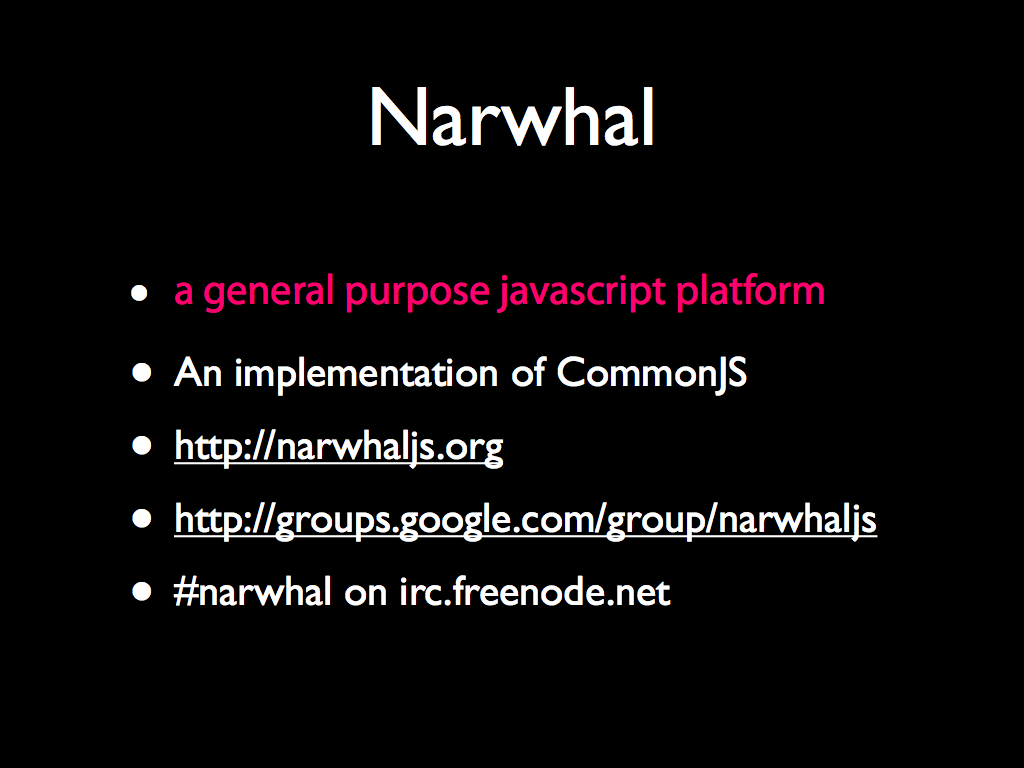 Narwhal
• a general purpose javascript platform
• An implementation of CommonJS
• http://narwhaljs.org
• http://groups.google.com/group/narwhaljs
• #narwhal on irc.freenode.net